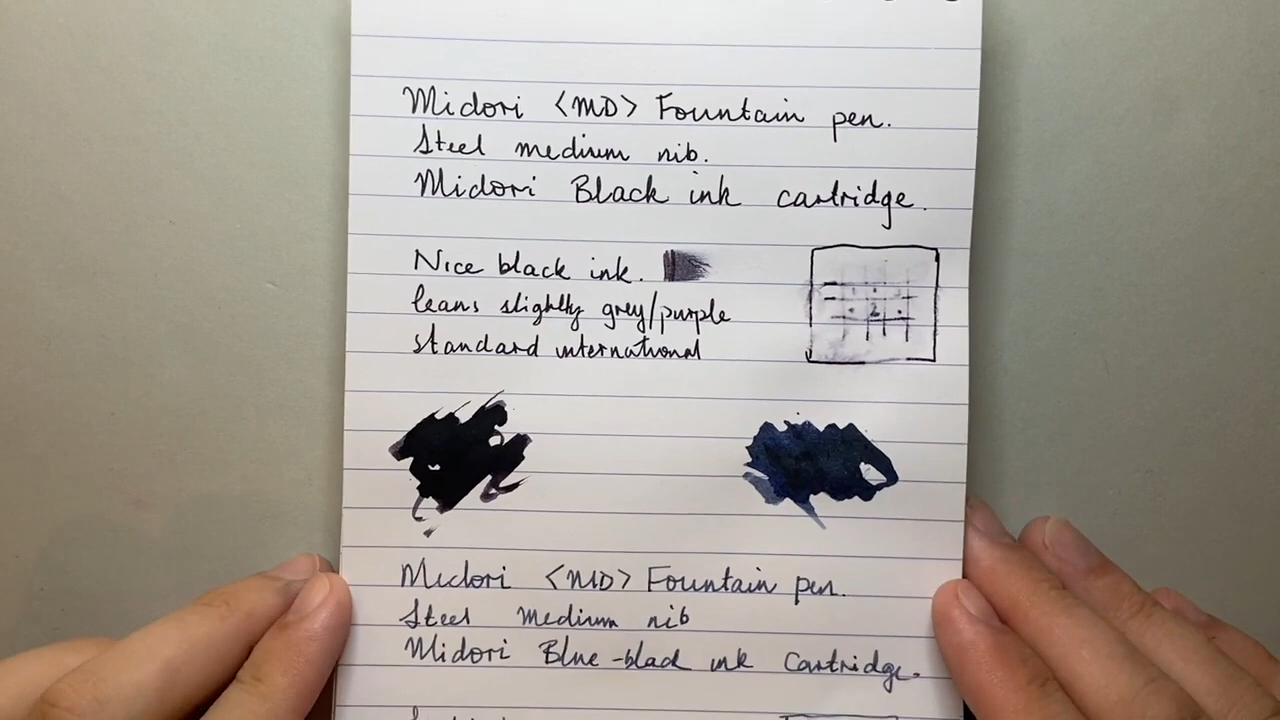 Midori <MD> Fountain pen.
Steel medium nib.
Midori Black ink cartridge.
Nice black ink.
leans slightly grey/purple
standard international
2
Midori <MD> Fountain pen.
Steel medium nib
Midori Blue-black ink Cartridge.